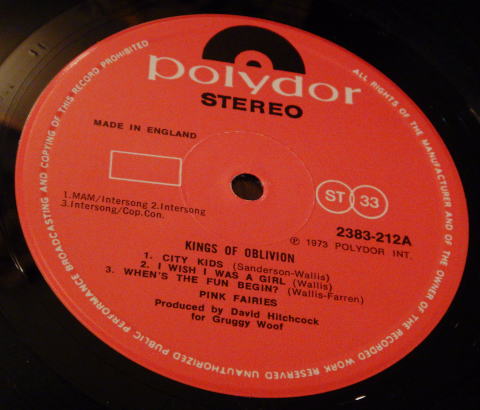 polydor
STEREO
MADE IN ENGLAND
ST 33
1.MAM/Intersong 2.Intersong
3.Intersong/Cop.Con.
2383-212A
℗ 1973 POLYDOR INT.
KINGS OF OBLIVION
1. CITY KIDS (Sanderson-Wallis)
2. I WISH I WAS A GIRL (Wallis)
3. WHEN'S THE FUN BEGIN? (Wallis-Farren)
PINK FAIRIES
Produced by David Hitchcock
for Gruggy Woof
ALL RIGHTS OF THE MANUFACTURER AND OF THE OWNER OF THE RECORDED WORK RESERVED UNAUTHORIZED PUBLIC PERFORMANCE BROADCASTING AND COPYING OF THIS RECORD PROHIBITED